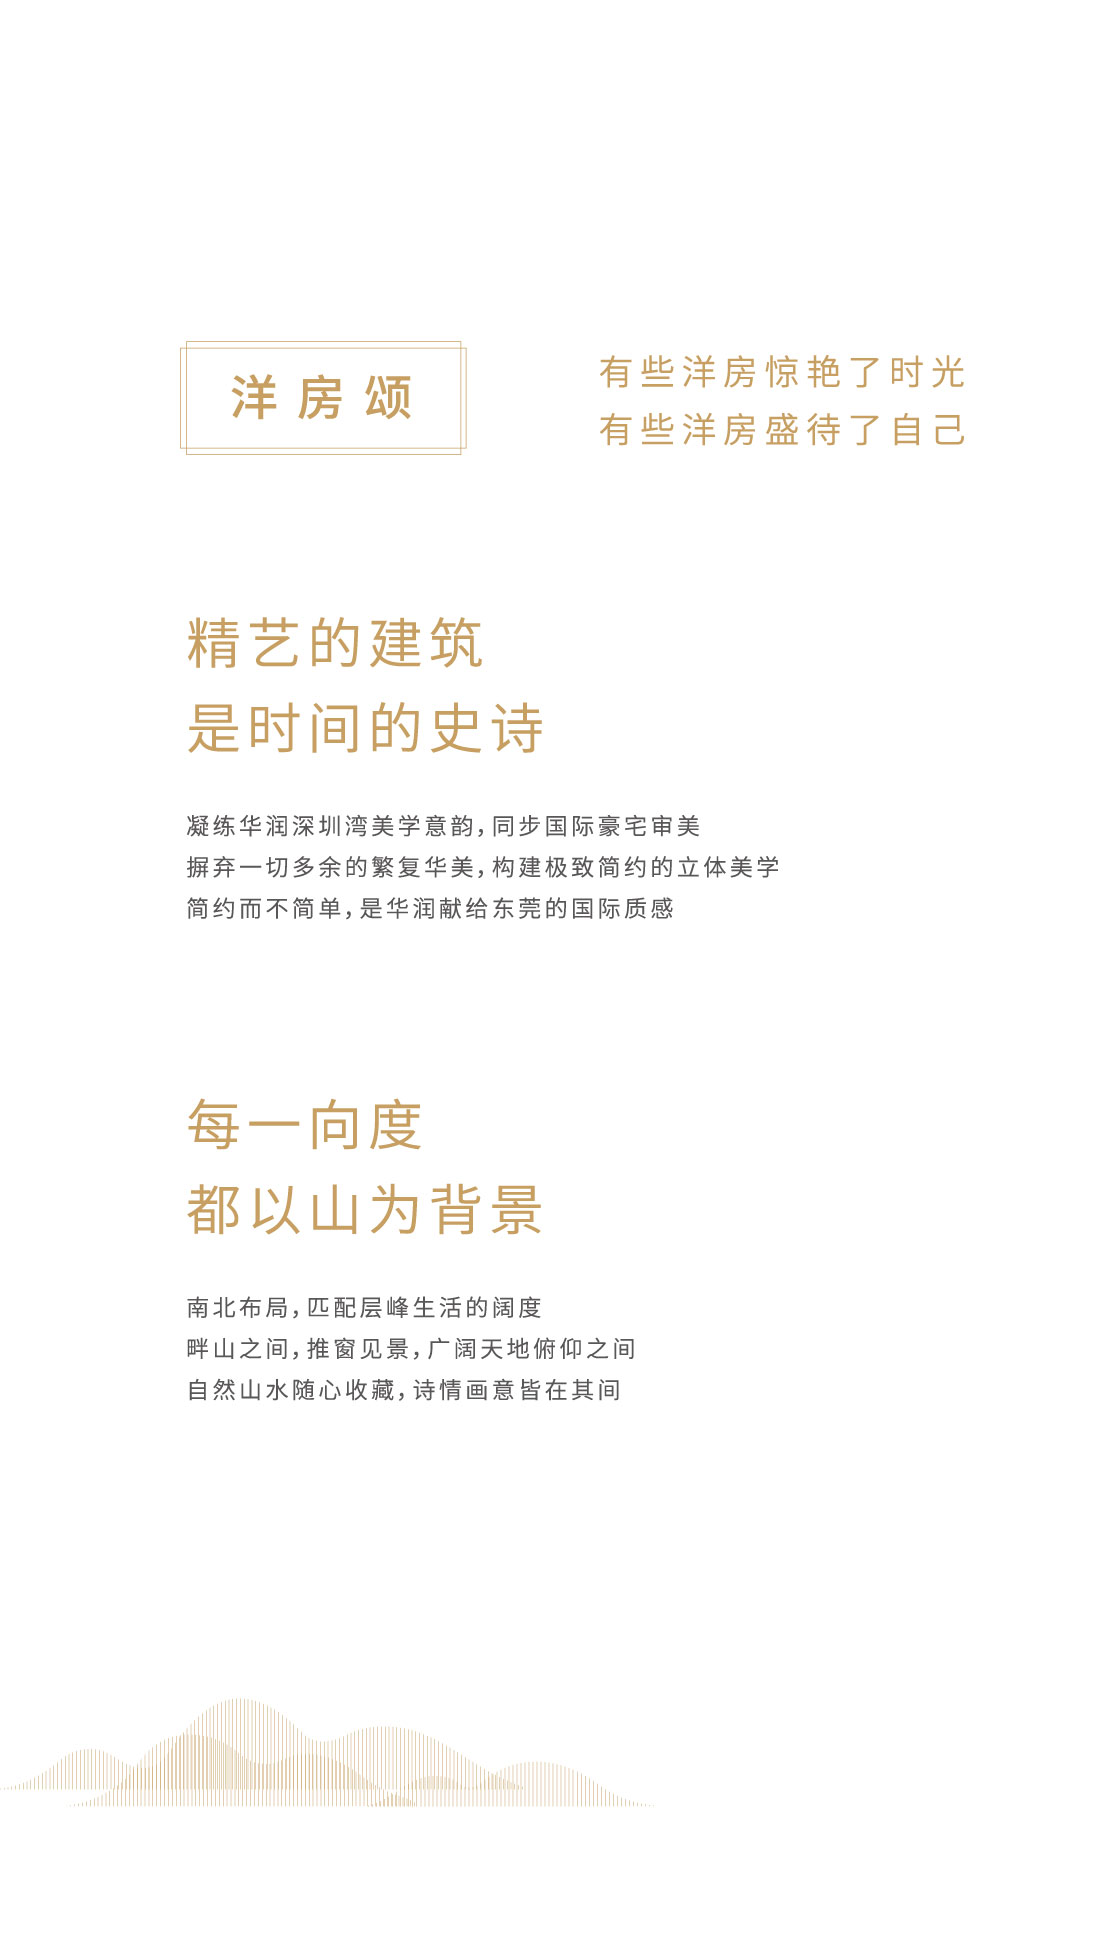 洋房颂
有些洋房惊艳了时光
有些洋房盛待了自己
精艺的建筑
是时间的史诗
凝练华润深圳湾美学意韵，同步国际豪宅审美
摒弃一切多余的繁复华美，构建极致简约的立体美学
简约而不简单，是华润献给东莞的国际质感
每一向度
都以山为背景
南北布局，匹配层峰生活的阔度
畔山之间，推窗见景，广阔天地俯仰之间
自然山水随心收藏，诗情画意皆在其间